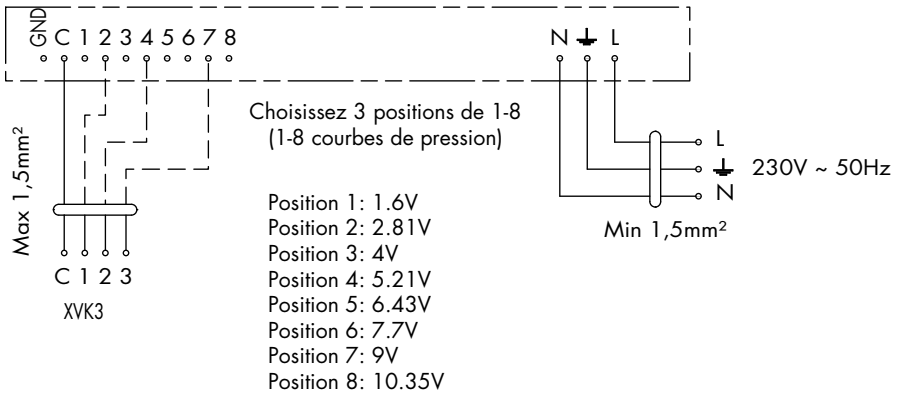 GND C 1 2 3 4 5 6 7 8
N L
Choisissez 3 positions de 1-8
(1-8 courbes de pression)
Max 1,5mm²
L
230V ~ 50Hz
N
Min 1,5mm²
C 1 2 3
XVK3
Position 1: 1.6V
Position 2: 2.81V
Position 3: 4V
Position 4: 5.21V
Position 5: 6.43V
Position 6: 7.7V
Position 7: 9V
Position 8: 10.35V